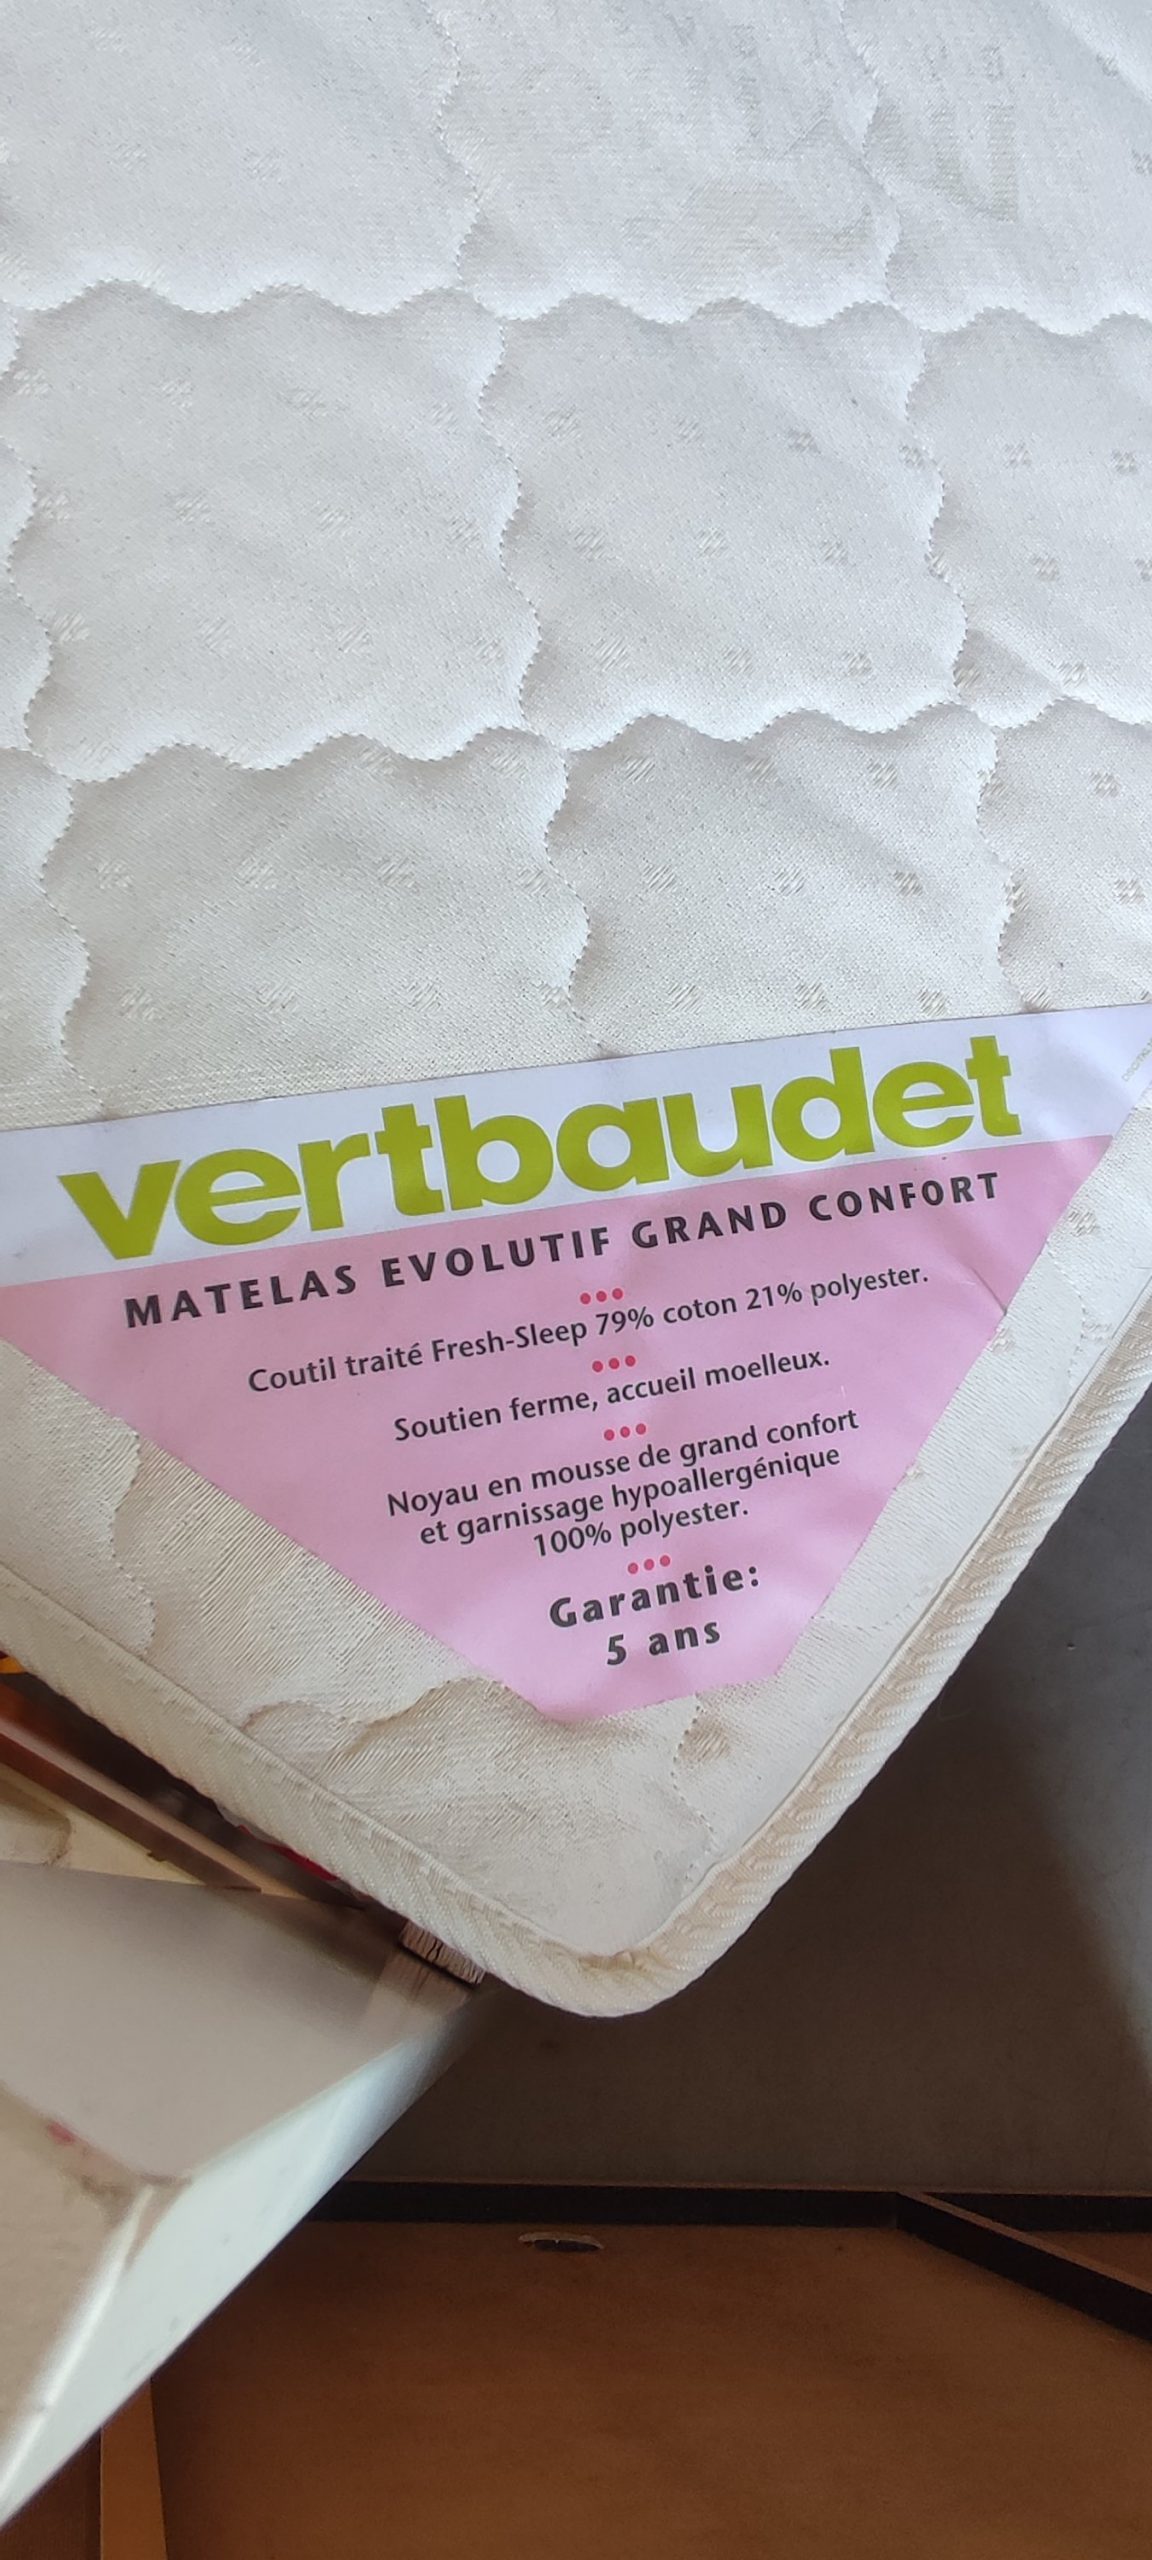 vertbaudet
MATELAS EVOLUTIF GRAND CONFORT
Coutil traité Fresh-Sleep 79% coton 21% polyester.
Soutien ferme, accueil moelleux.
Noyau en mousse de grand confort
et garnissage hypoallergénique
100% polyester.
Garantie:
5 ans